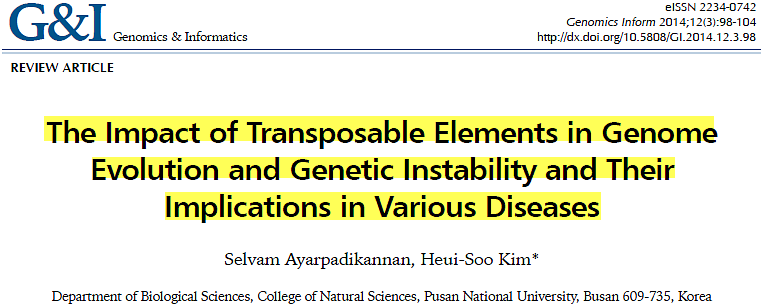 eISSN 2234-0742
G&I Genomics & Informatics
Genomics Inform 2014;12(3):98-104
http://dx.doi.org/10.5808/GI.2014.12.3.98
REVIEW ARTICLE
The Impact of Transposable Elements in Genome
Evolution and Genetic Instability and Their
Implications in Various Diseases
Selvam Ayarpadikannan, Heui-Soo Kim*
Department of Biological Sciences, College of Natural Sciences, Pusan National University, Busan 609-735, Korea